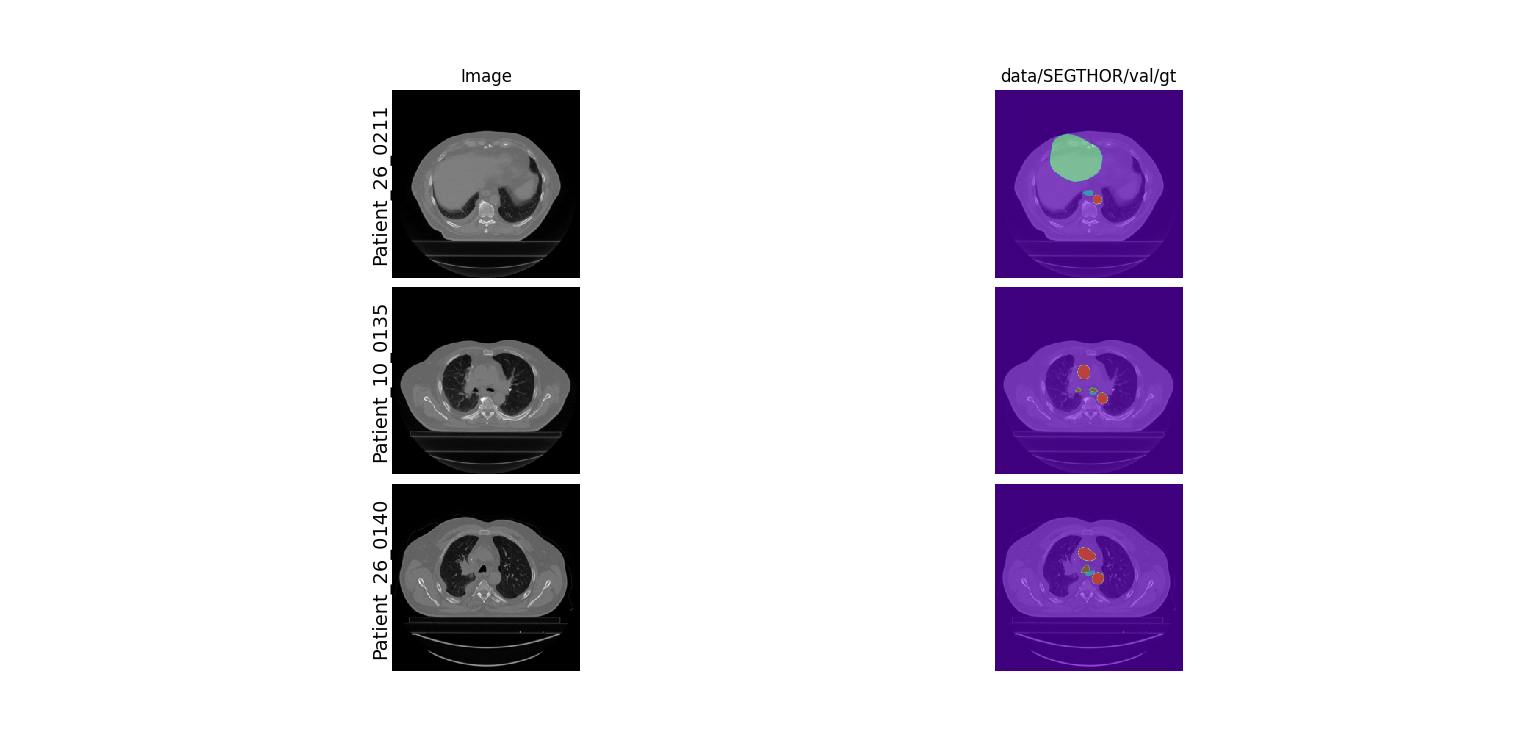 Image
data/SEGTHOR/val/gt
Patient_26_0211
Patient_10_0135
Patient_26_0140